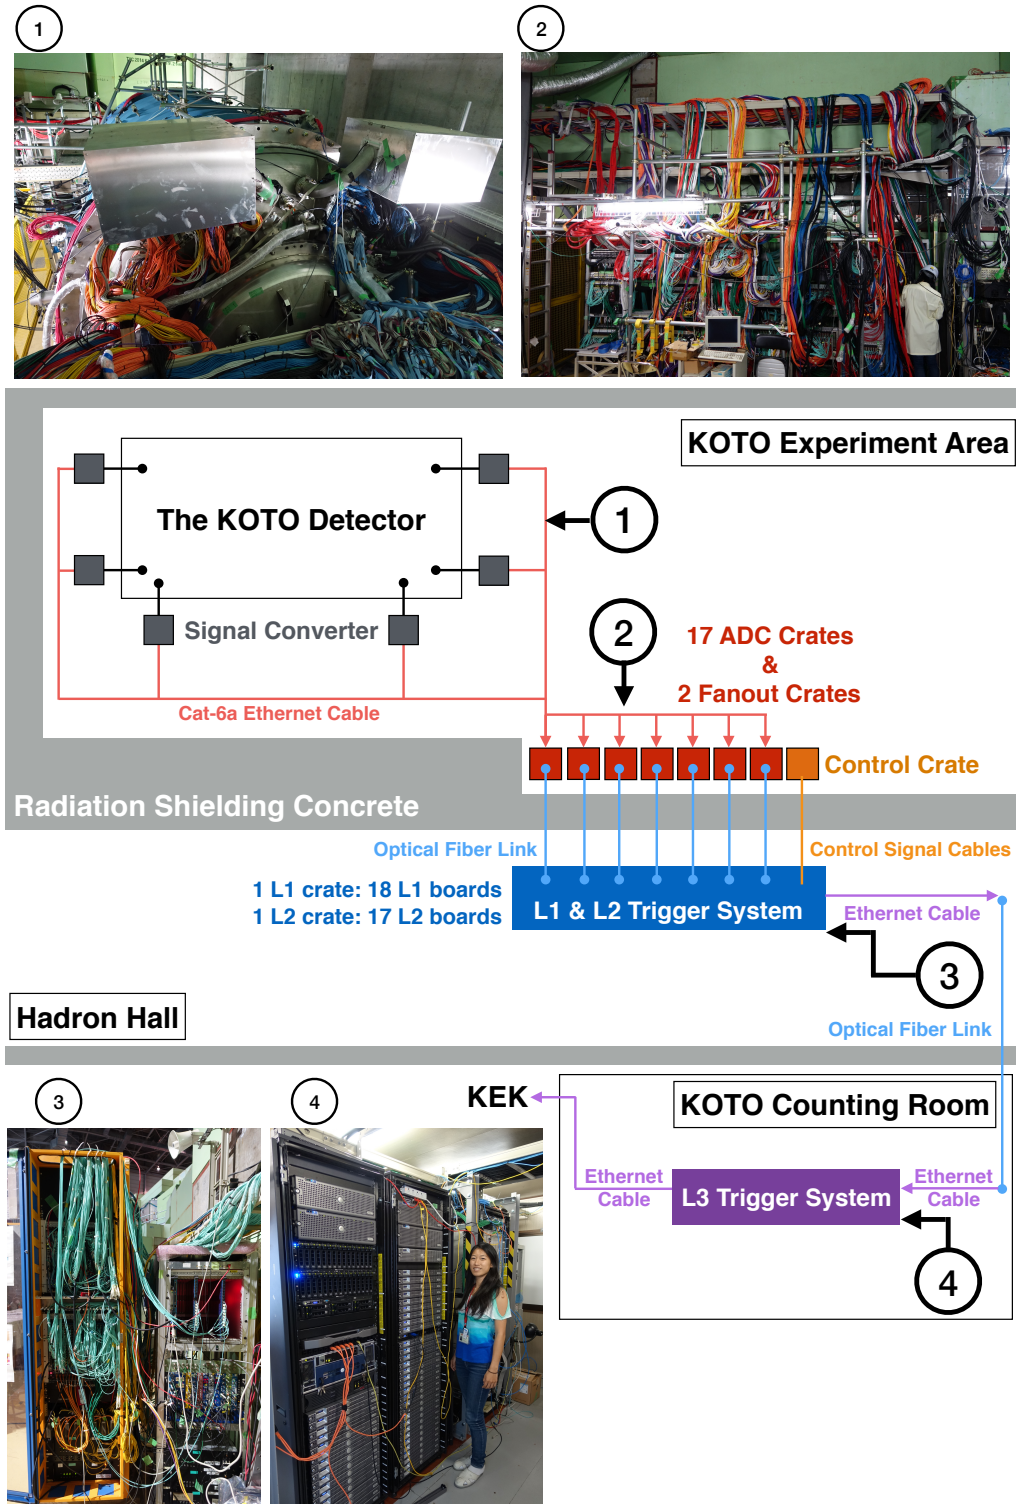 1
2
KOTO Experiment Area
The KOTO Detector
1
2
17 ADC Crates
&
2 Fanout Crates
Signal Converter
Cat-6a Ethernet Cable
Control Crate
Radiation Shielding Concrete
Optical Fiber Link
Control Signal Cables
1 L1 crate: 18 L1 boards
1 L2 crate: 17 L2 boards
L1 & L2 Trigger System
Ethernet Cable
3
Hadron Hall
Optical Fiber Link
3
4
KEK
KOTO Counting Room
Ethernet
Cable
L3 Trigger System
Ethernet
Cable
4